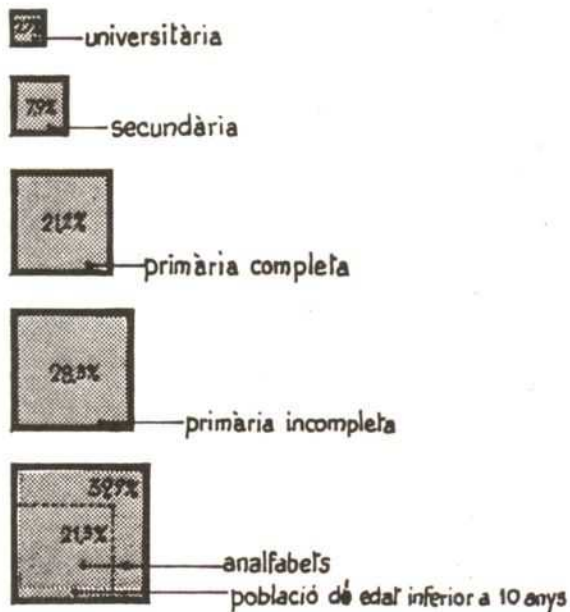 universitària
7,9%
secundària
21,2%
primària completa
28,3%
primària incompleta
39,9%
21,3%
analfabets
població de edat inferior a 10 anys